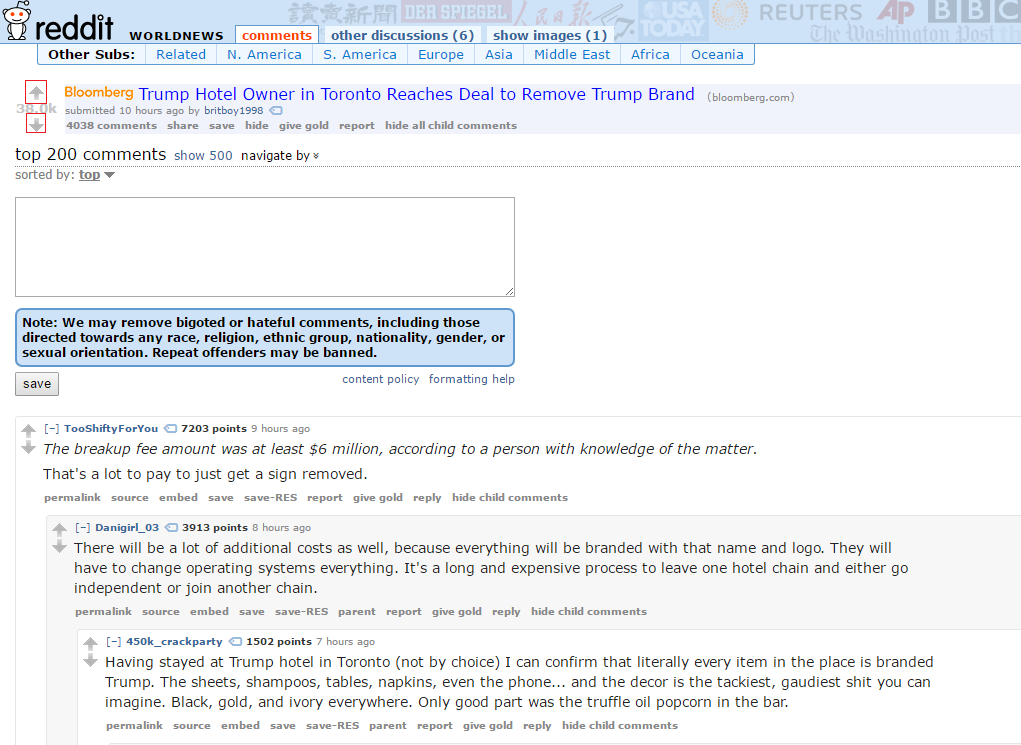 讀賣新聞 DER SPIEGEL 人民日报 USA TODAY REUTERS AP BBC
The Washington Post
reddit WORLDNEWS comments other discussions (6) show images (1)
Other Subs: Related N. America S. America Europe Asia Middle East Africa Oceania
Bloomberg Trump Hotel Owner in Toronto Reaches Deal to Remove Trump Brand (bloomberg.com)
38.0k
submitted 10 hours ago by britboy1998
4038 comments share save hide give gold report hide all child comments
top 200 comments show 500 navigate by
sorted by: top
Note: We may remove bigoted or hateful comments, including those
directed towards any race, religion, ethnic group, nationality, gender, or
sexual orientation. Repeat offenders may be banned.
save content policy formatting help
[–] TooShiftyForYou 7203 points 9 hours ago
The breakup fee amount was at least $6 million, according to a person with knowledge of the matter.
That's a lot to pay to just get a sign removed.
permalink source embed save save-RES report give gold reply hide child comments
[–] Danigirl_03 3913 points 8 hours ago
There will be a lot of additional costs as well, because everything will be branded with that name and logo. They will
have to change operating systems everything. It's a long and expensive process to leave one hotel chain and either go
independent or join another chain.
permalink source embed save save-RES parent report give gold reply hide child comments
[–] 450k_crackparty 1502 points 7 hours ago
Having stayed at Trump hotel in Toronto (not by choice) I can confirm that literally every item in the place is branded
Trump. The sheets, shampoos, tables, napkins, even the phone... and the decor is the tackiest, gaudiest shit you can
imagine. Black, gold, and ivory everywhere. Only good part was the truffle oil popcorn in the bar.
permalink source embed save save-RES parent report give gold reply hide child comments